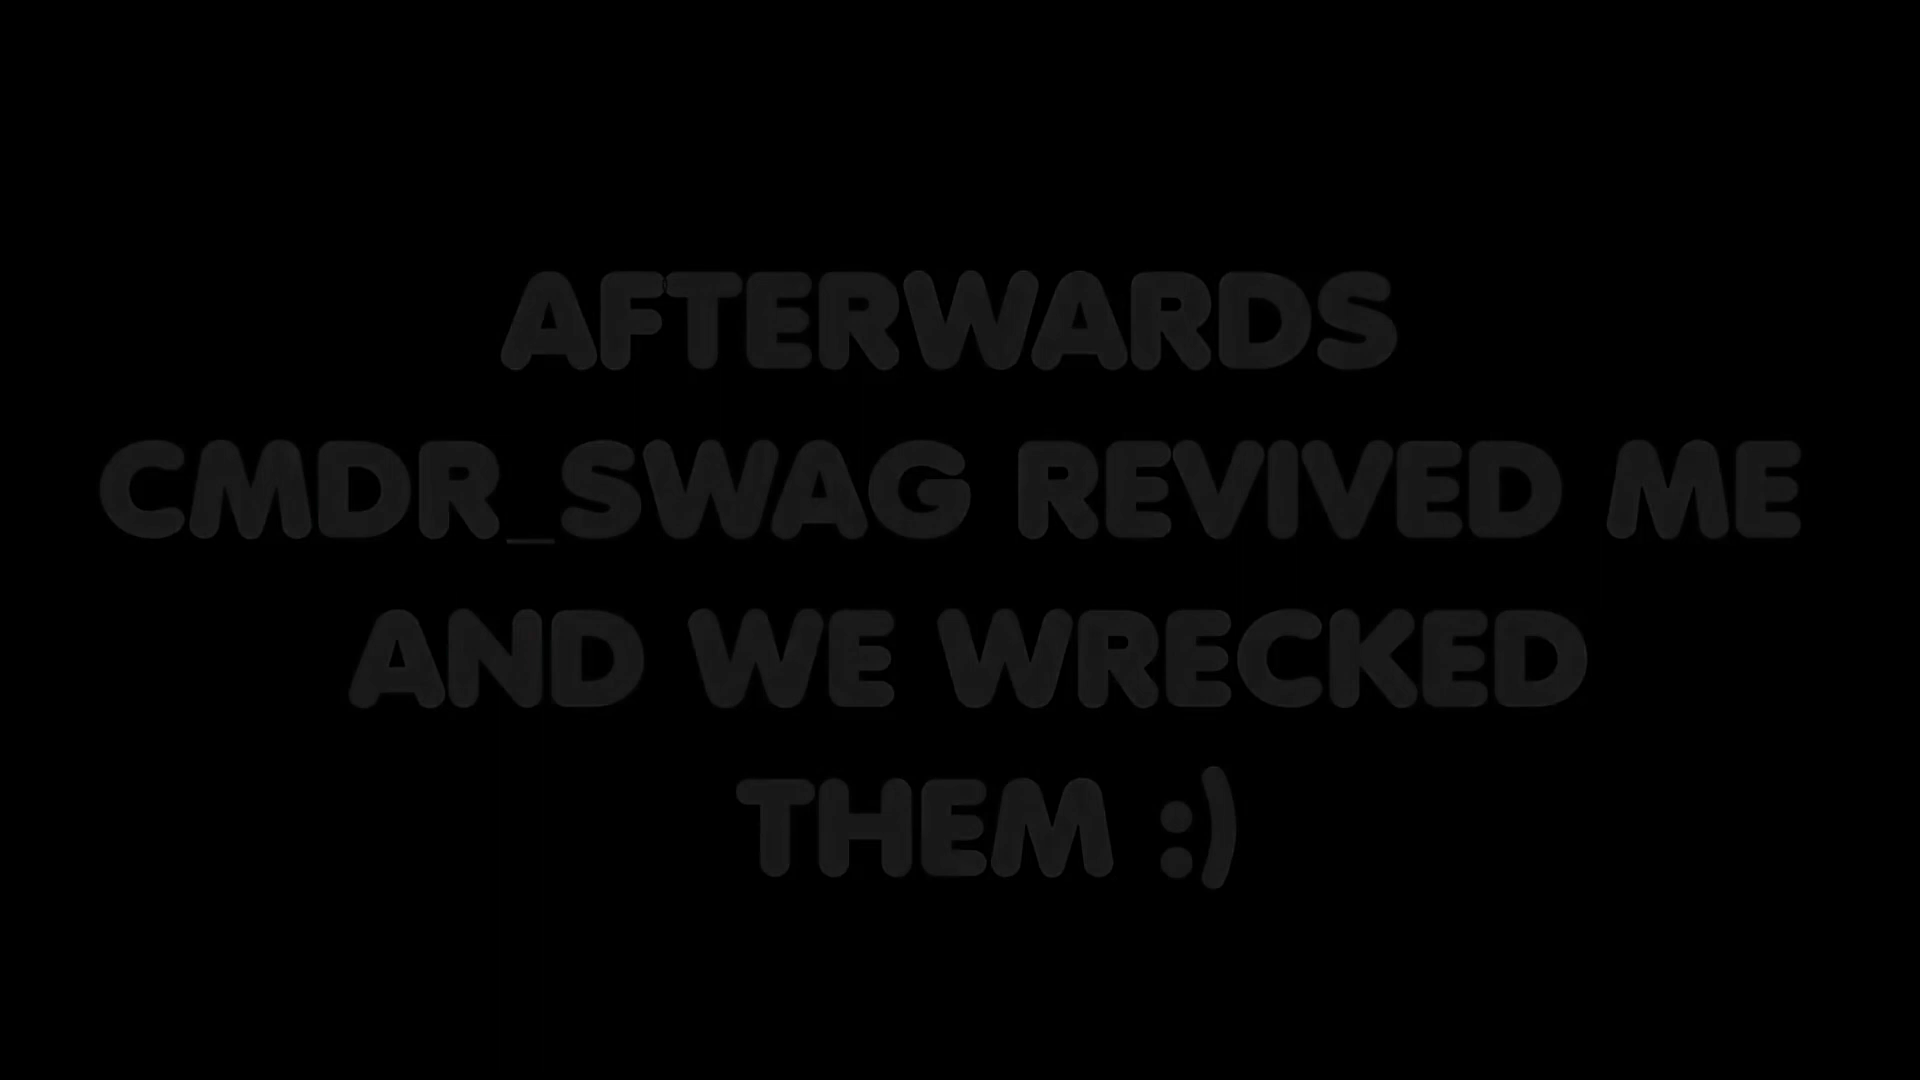 AFTERWARDS
CMDR_SWAG REVIVED ME
AND WE WRECKED
THEM :)